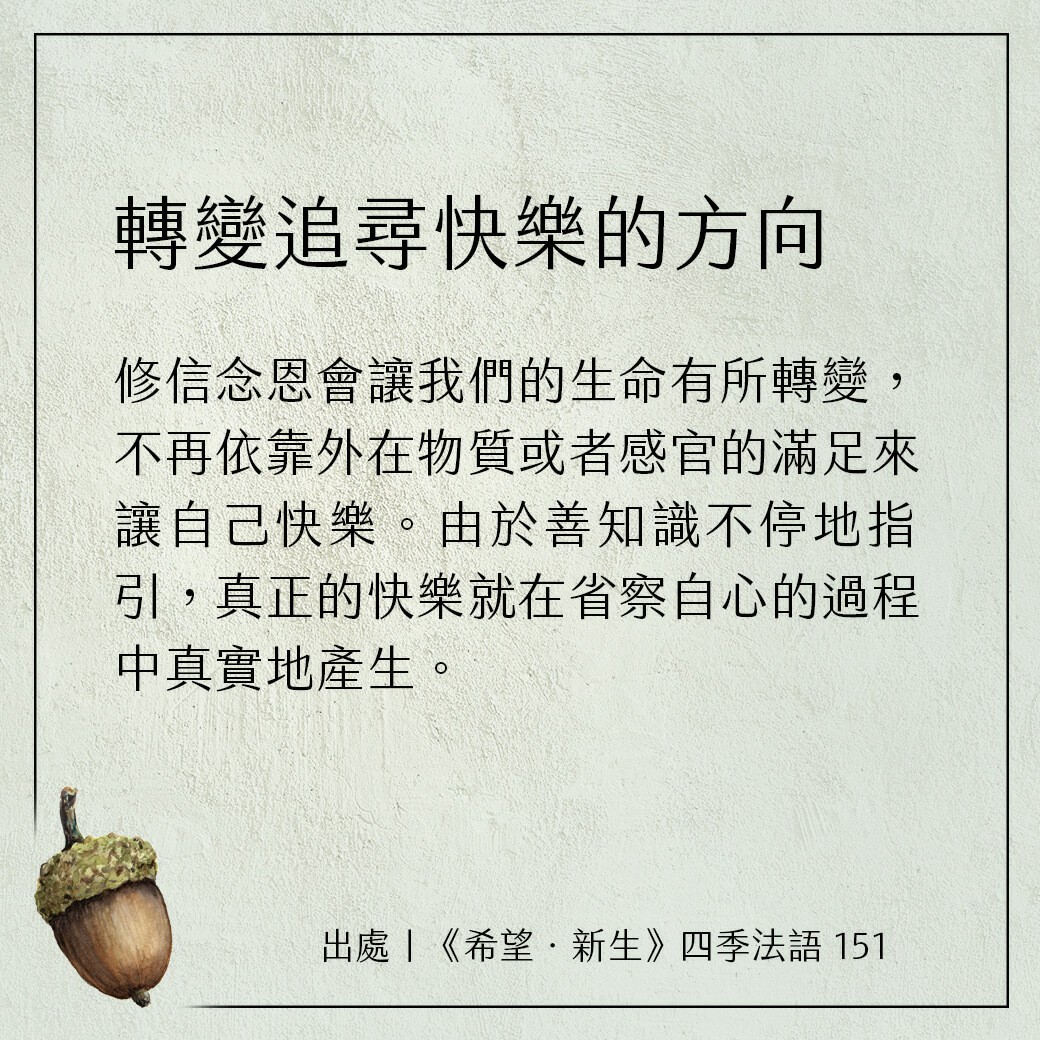 轉變追尋快樂的方向
修信念恩會讓我們的生命有所轉變，
不再依靠外在物質或者感官的滿足來
讓自己快樂。由於善知識不停地指
引，真正的快樂就在省察自心的過程
中真實地產生。
出處｜《希望・新生》四季法語 151